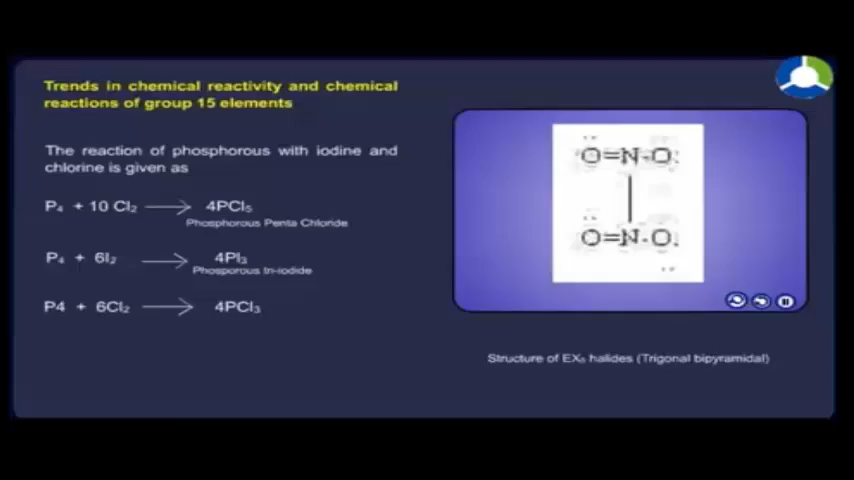 Trends in chemical reactivity and chemical
reactions of group 15 elements
The reaction of phosphorous with iodine and
chlorine is given as
P₄ + 10 Cl₂ ⟶ 4PCl₅
Phosphorous Penta Chloride
P₄ + 6I₂ ⟶ 4PI₃
Phosporous tri-iodide
P4 + 6Cl₂ ⟶ 4PCl₃
O=N-O:
O=N-O.
Structure of EX₅ halides (Trigonal bipyramidal)